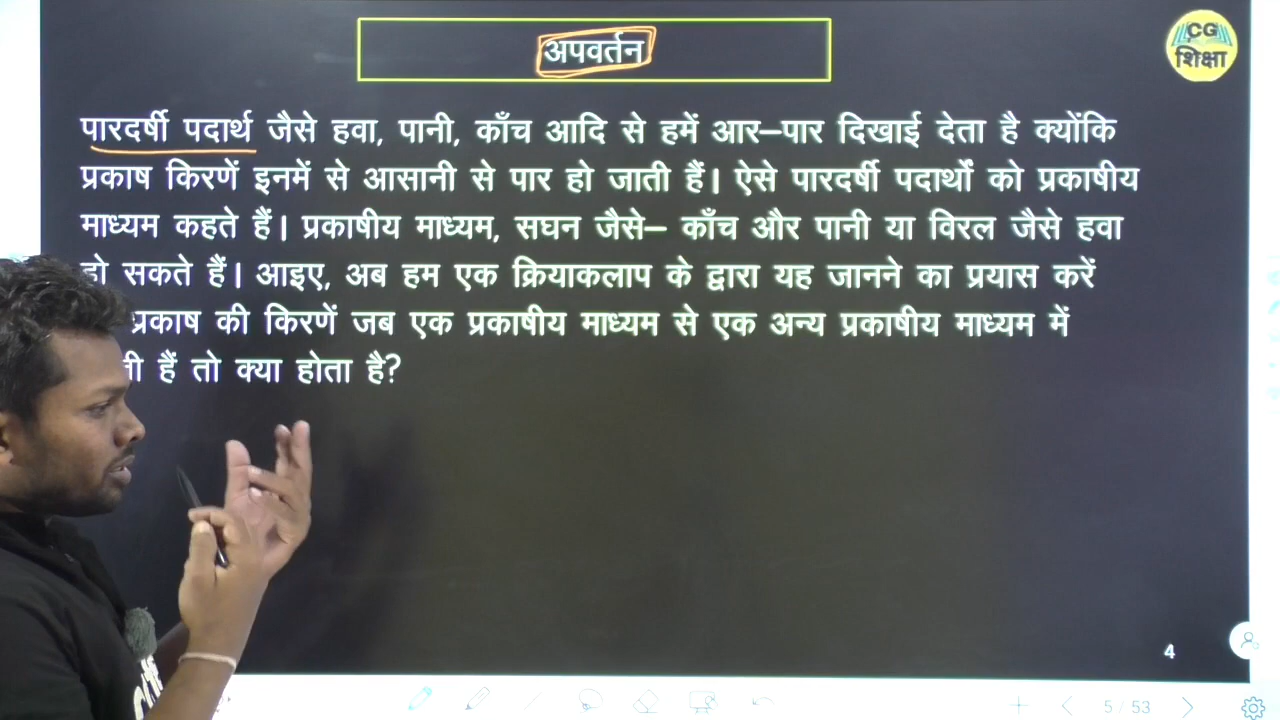 अपवर्तन
CG
शिक्षा
पारदर्षी पदार्थ जैसे हवा, पानी, काँच आदि से हमें आर–पार दिखाई देता है क्योंकि
प्रकाष किरणें इनमें से आसानी से पार हो जाती हैं। ऐसे पारदर्षी पदार्थों को प्रकाषीय
माध्यम कहते हैं। प्रकाषीय माध्यम, सघन जैसे– काँच और पानी या विरल जैसे हवा
हो सकते हैं। आइए, अब हम एक क्रियाकलाप के द्वारा यह जानने का प्रयास करें
प्रकाष की किरणें जब एक प्रकाषीय माध्यम से एक अन्य प्रकाषीय माध्यम में
हैं तो क्या होता है?
4
5 / 53